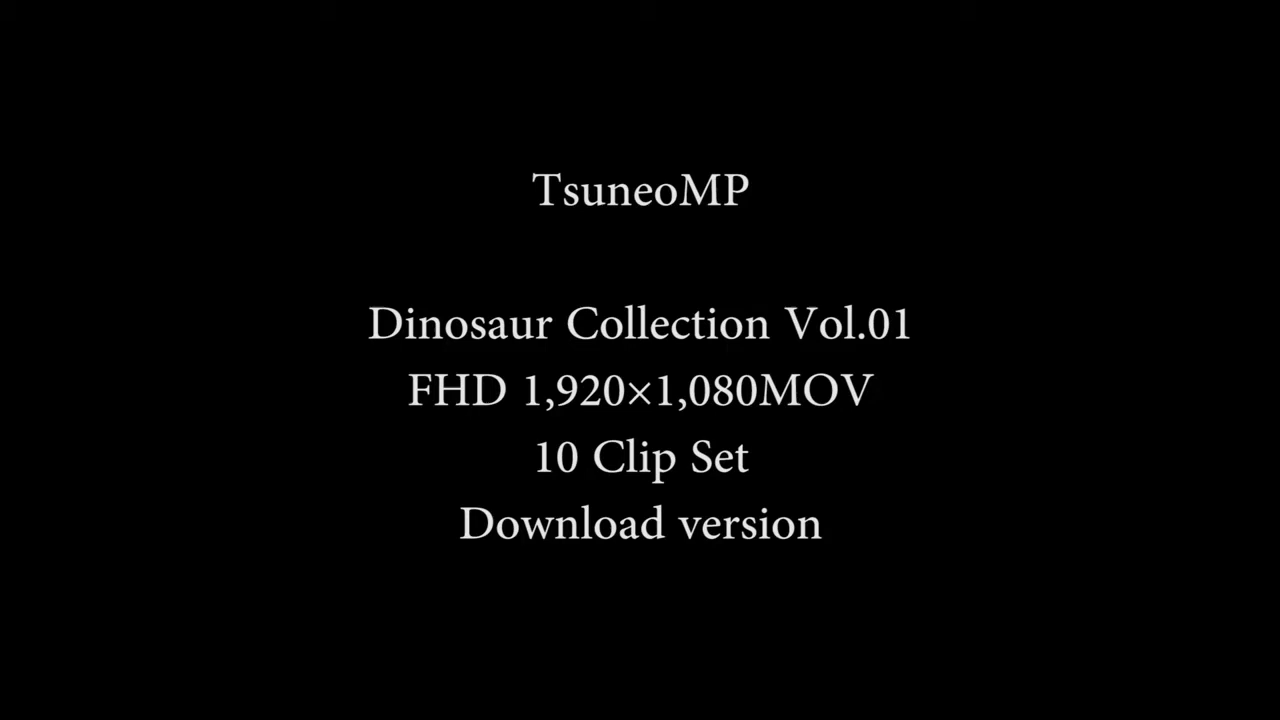 TsuneoMP
Dinosaur Collection Vol.01
FHD 1,920×1,080MOV
10 Clip Set
Download version